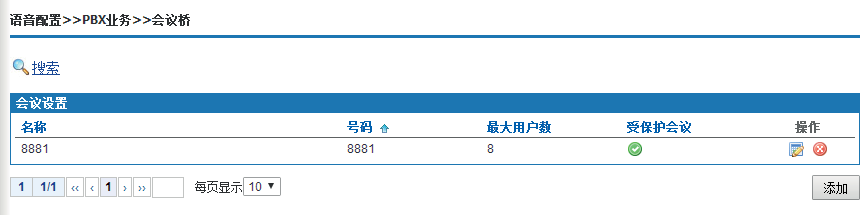 语音配置>>PBX业务>>会议桥
搜索
会议设置
名称 号码 最大用户数 受保护会议 操作
8881 8881 8
1 1/1 ‹‹ ‹ 1 › ›› 每页显示 10 添加